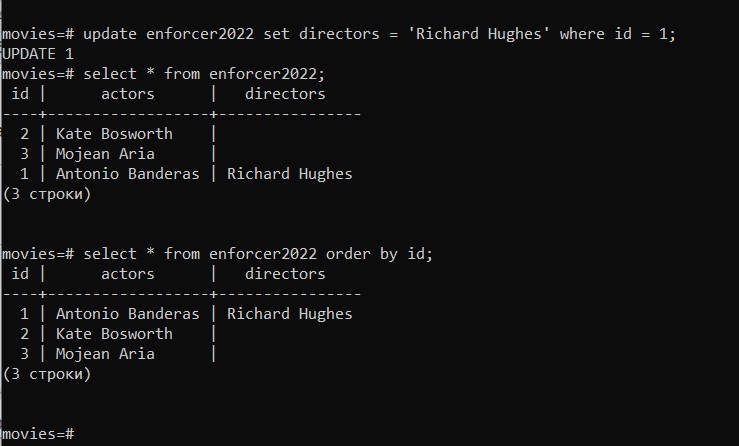 movies=# update enforcer2022 set directors = 'Richard Hughes' where id = 1;
UPDATE 1
movies=# select * from enforcer2022;
 id |      actors      |   directors
----+------------------+----------------
  2 | Kate Bosworth    |
  3 | Mojean Aria      |
  1 | Antonio Banderas | Richard Hughes
(3 строки)
movies=# select * from enforcer2022 order by id;
 id |      actors      |   directors
----+------------------+----------------
  1 | Antonio Banderas | Richard Hughes
  2 | Kate Bosworth    |
  3 | Mojean Aria      |
(3 строки)
movies=#